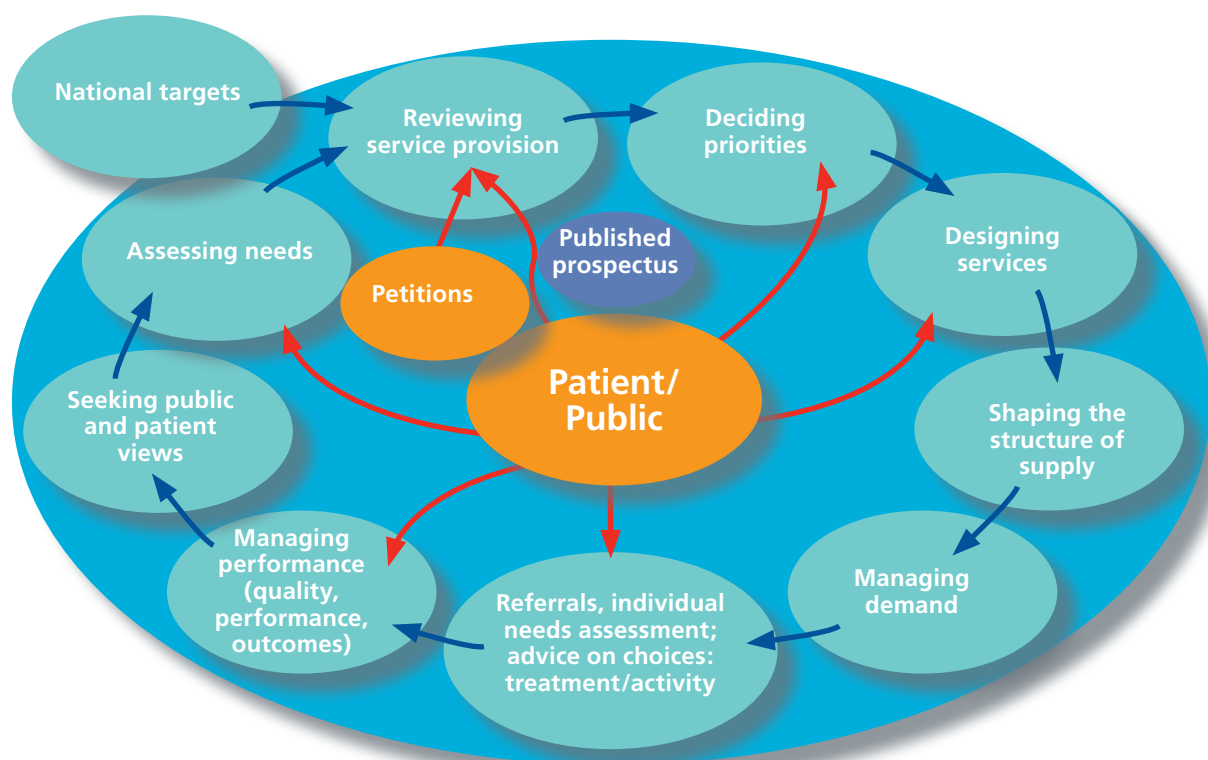 National targets
Reviewing
service provision
Deciding
priorities
Assessing needs
Published
prospectus
Designing
services
Petitions
Patient/
Public
Seeking public
and patient
views
Shaping the
structure of
supply
Managing
performance
(quality,
performance,
outcomes)
Referrals, individual
needs assessment;
advice on choices:
treatment/activity
Managing
demand